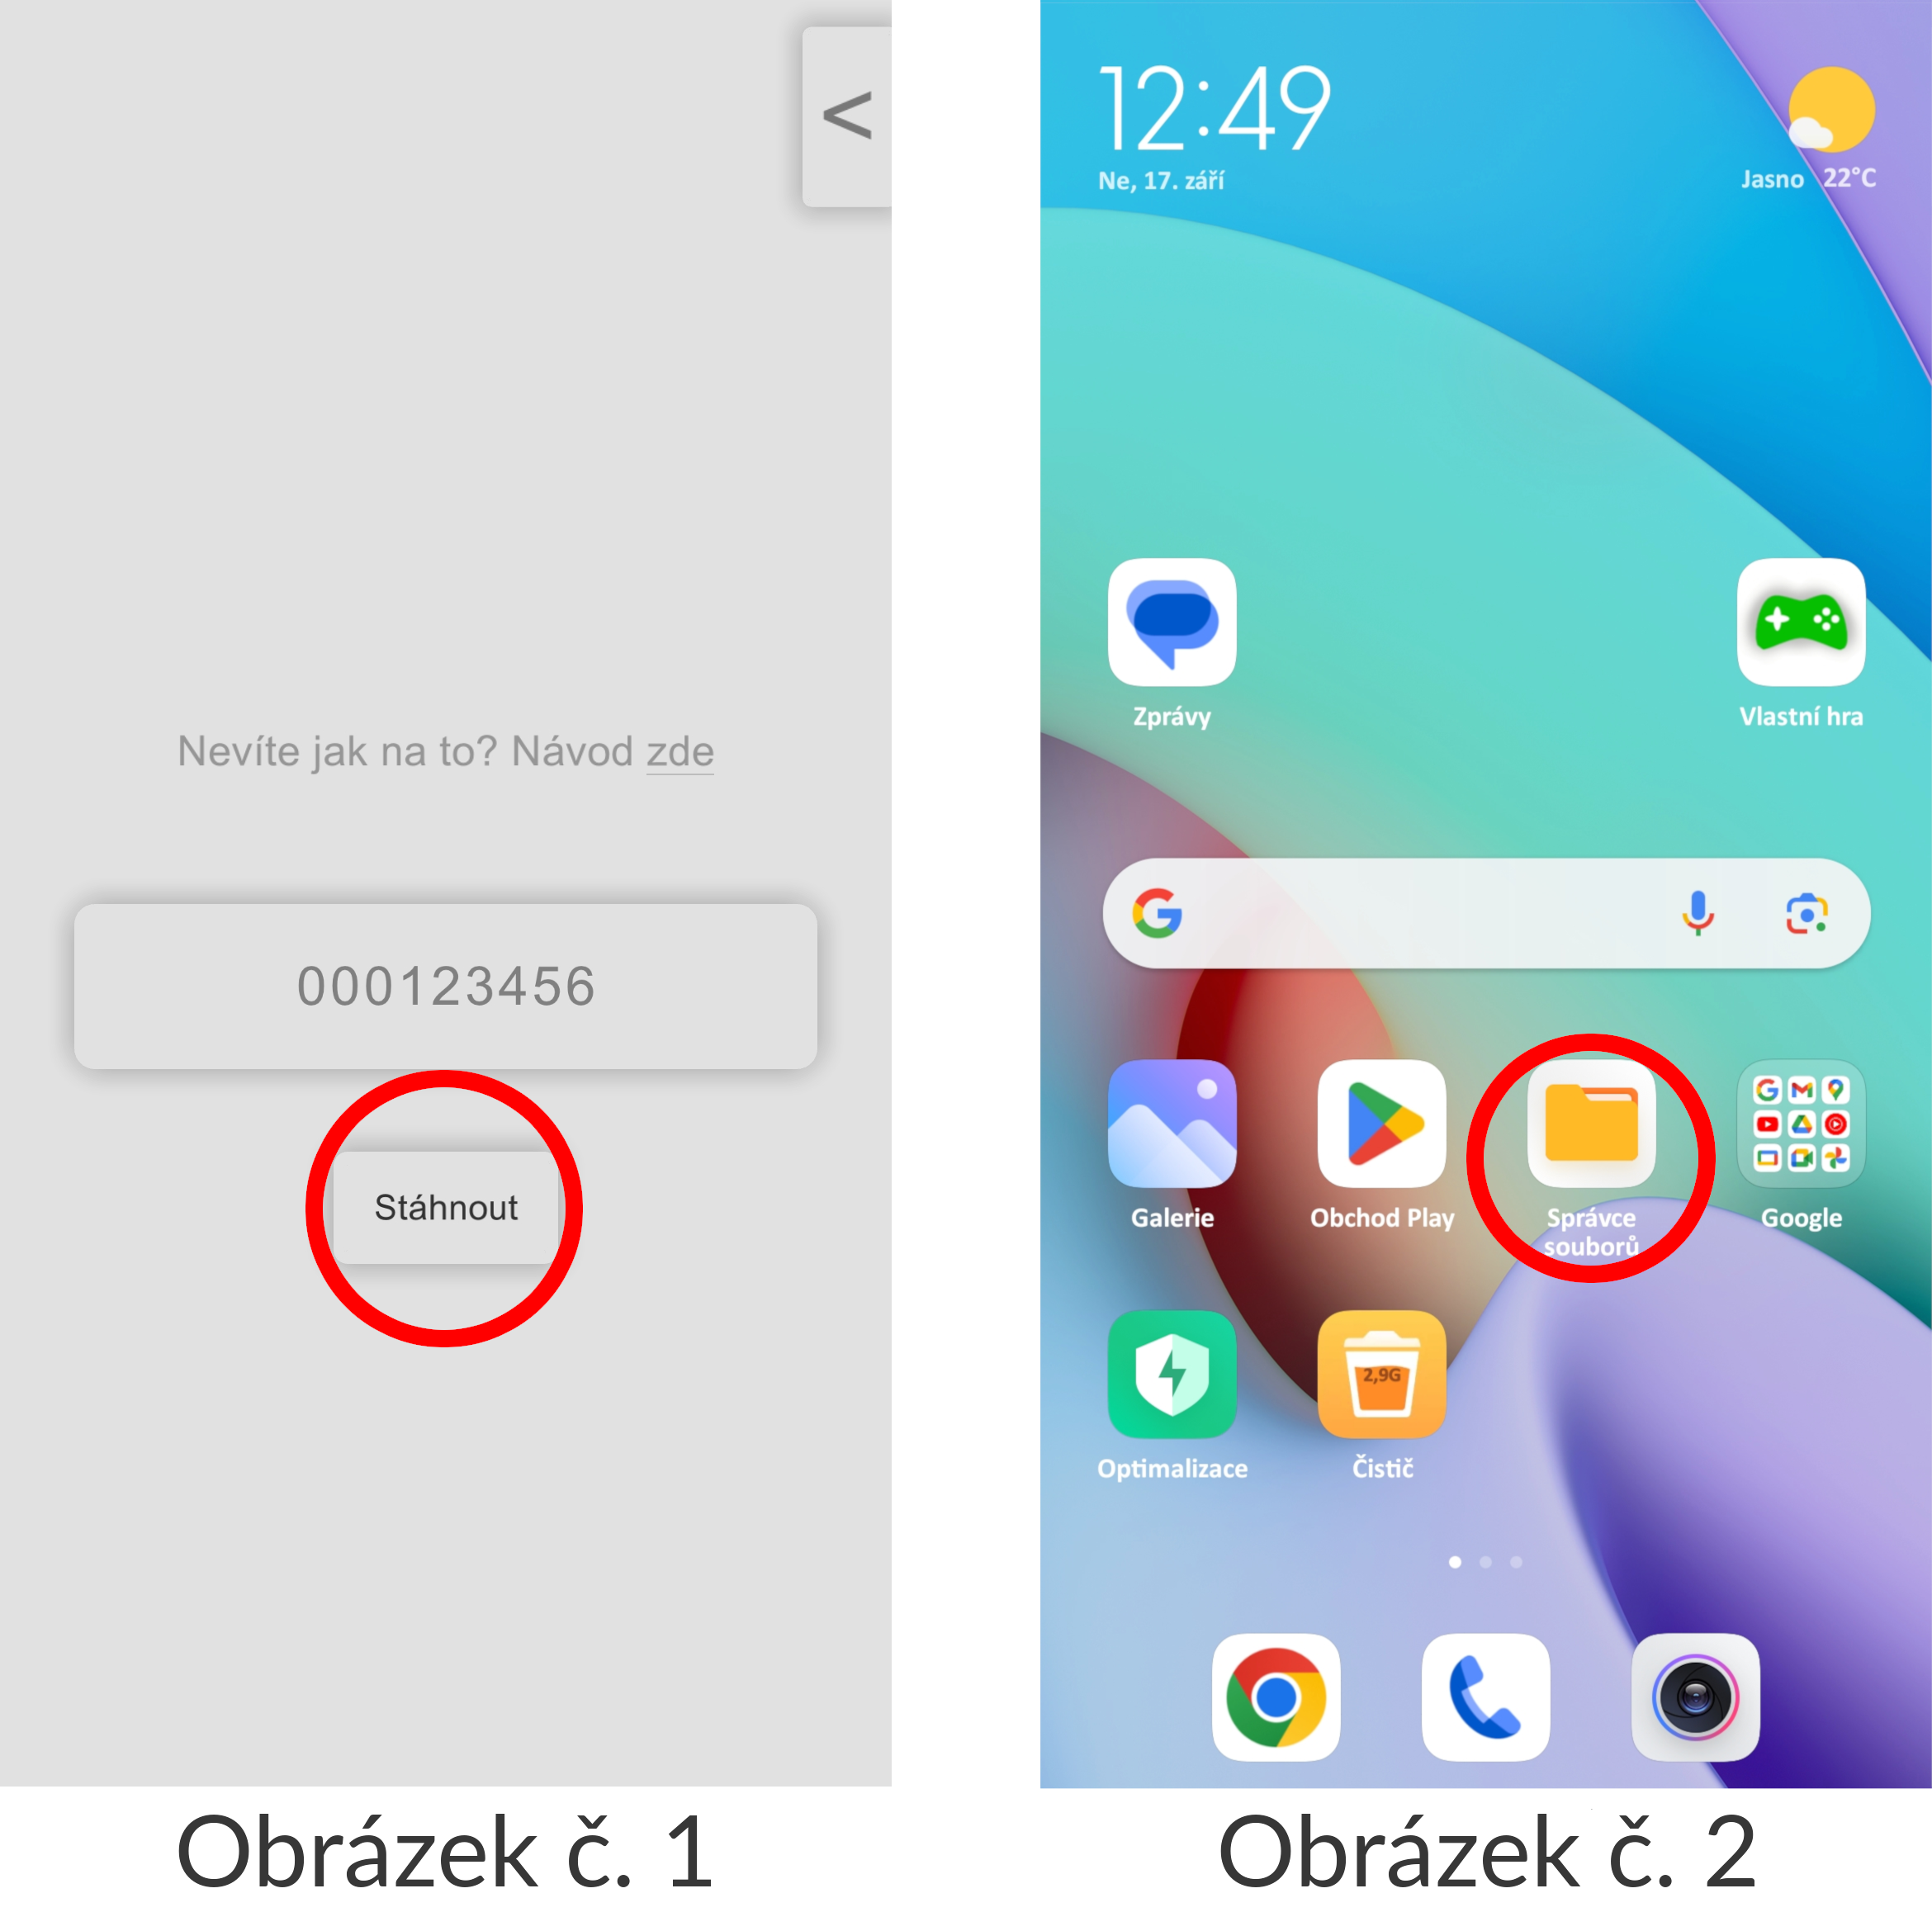 <
Nevíte jak na to? Návod zde
000123456
Stáhnout
Obrázek č. 1
12:49
Ne, 17. září
Jasno 22°C
Zprávy
Vlastní hra
Galerie
Obchod Play
Správce
souborů
Google
2,9G
Optimalizace
Čistič
Obrázek č. 2